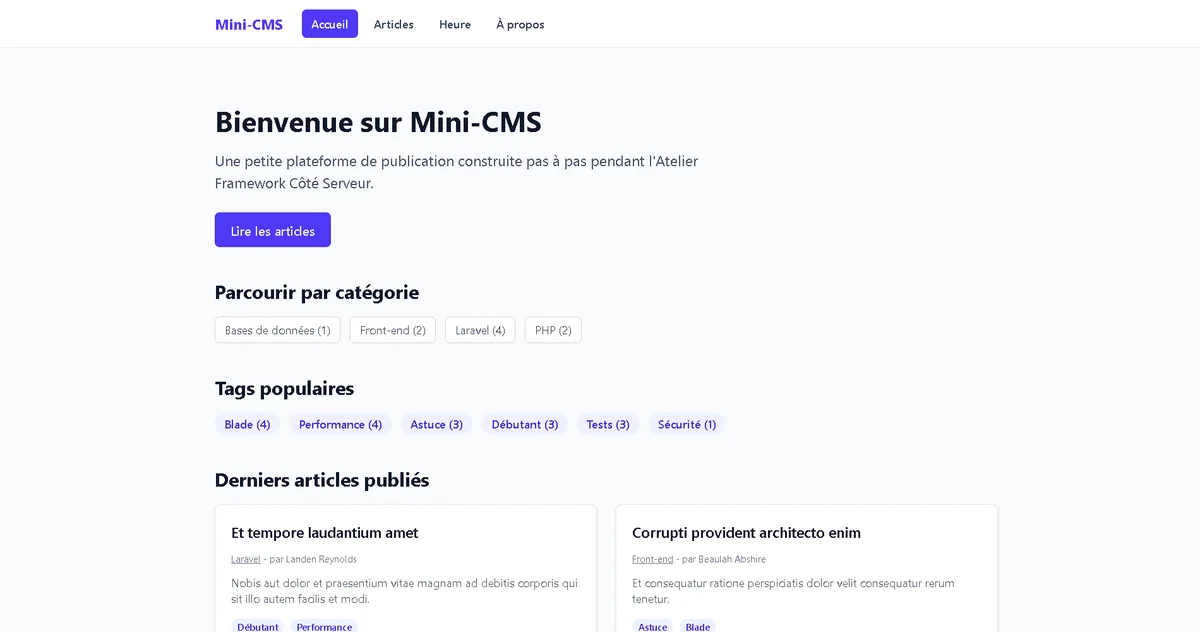 Mini-CMS Accueil Articles Heure À propos
Bienvenue sur Mini-CMS
Une petite plateforme de publication construite pas à pas pendant l'Atelier
Framework Côté Serveur.
Lire les articles
Parcourir par catégorie
Bases de données (1) Front-end (2) Laravel (4) PHP (2)
Tags populaires
Blade (4) Performance (4) Astuce (3) Débutant (3) Tests (3) Sécurité (1)
Derniers articles publiés
Et tempore laudantium amet
Laravel - par Landen Reynolds
Nobis aut dolor et praesentium vitae magnam ad debitis corporis qui
sit illo autem facilis et modi.
Débutant Performance
Corrupti provident architecto enim
Front-end - par Beaulah Abshire
Et consequatur ratione perspiciatis dolor velit consequatur rerum
tenetur.
Astuce Blade